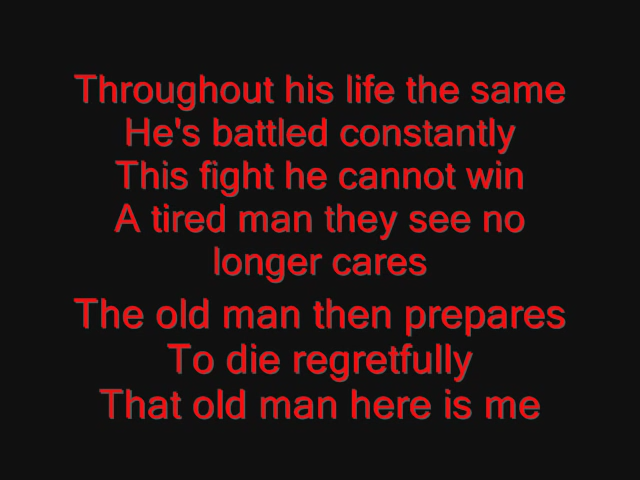 Throughout his life the same
He's battled constantly
This fight he cannot win
A tired man they see no
longer cares
The old man then prepares
To die regretfully
That old man here is me